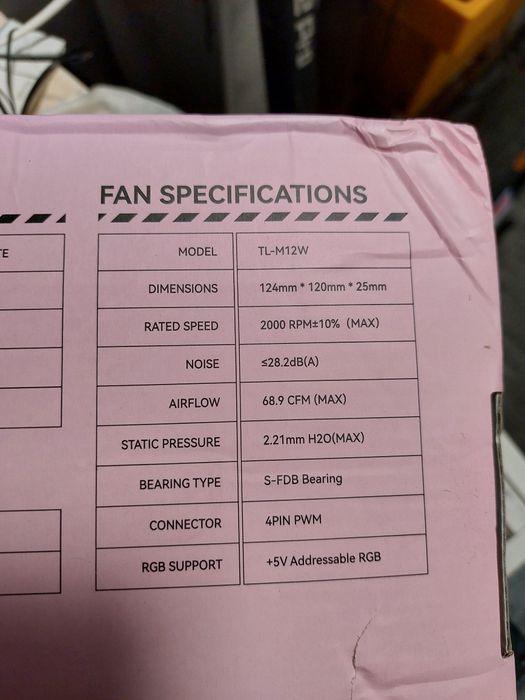 FAN SPECIFICATIONS
TE
MODEL TL-M12W
DIMENSIONS 124mm * 120mm * 25mm
RATED SPEED 2000 RPM±10% (MAX)
NOISE ≤28.2dB(A)
AIRFLOW 68.9 CFM (MAX)
STATIC PRESSURE 2.21mm H2O(MAX)
BEARING TYPE S-FDB Bearing
CONNECTOR 4PIN PWM
RGB SUPPORT +5V Addressable RGB